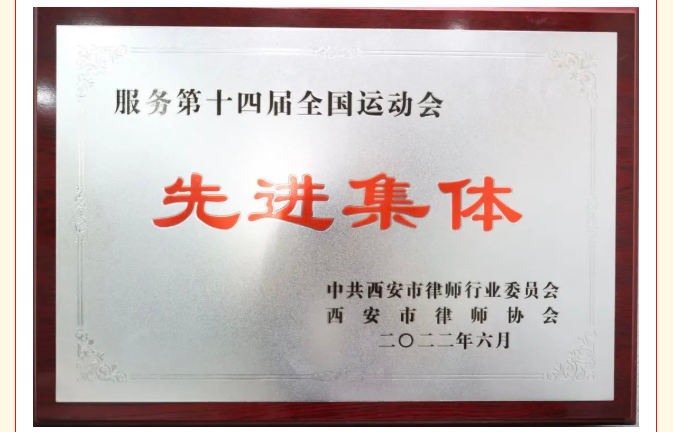 服务第十四届全国运动会
先进集体
中共西安市律师行业委员会
西安市律师协会
二〇二二年六月